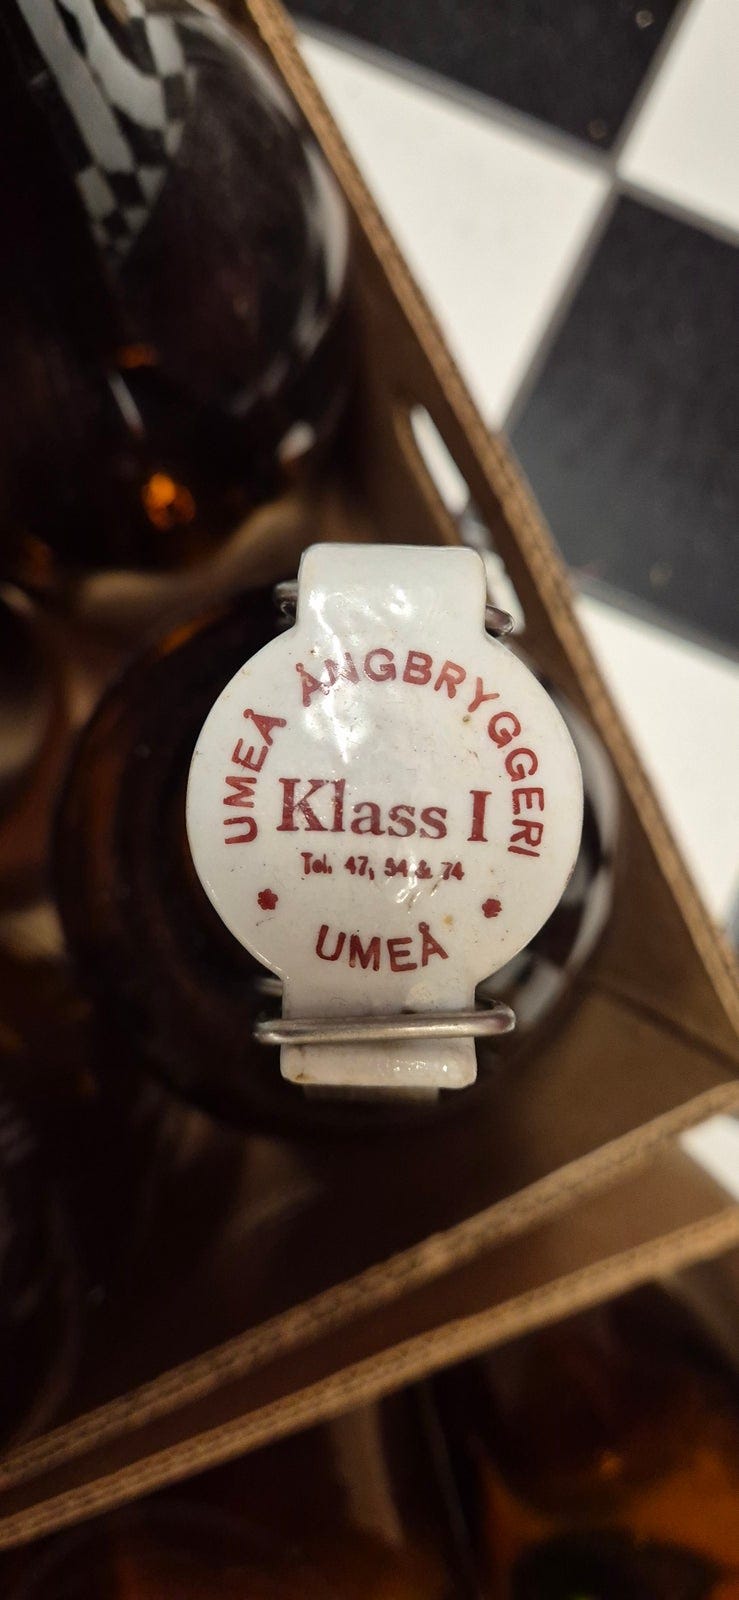 UMEÅ ÅNGBRYGGERI
Klass I
Tel. 47, 54 & 74
UMEÅ